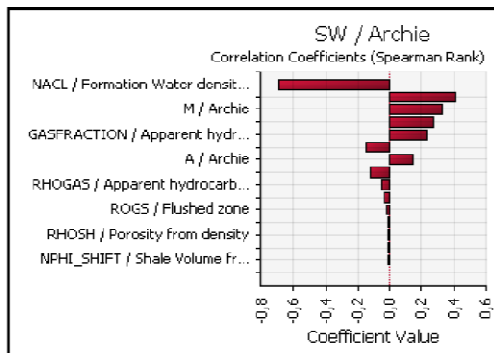 SW / Archie
Correlation Coefficients (Spearman Rank)
NACL / Formation Water densit...
M / Archie
GASFRACTION / Apparent hydr...
A / Archie
RHOGAS / Apparent hydrocarb...
ROGS / Flushed zone
RHOSH / Porosity from density
NPHI_SHIFT / Shale Volume fr...
-0,8 -0,6 -0,4 -0,2 0,0 0,2 0,4 0,6
Coefficient Value